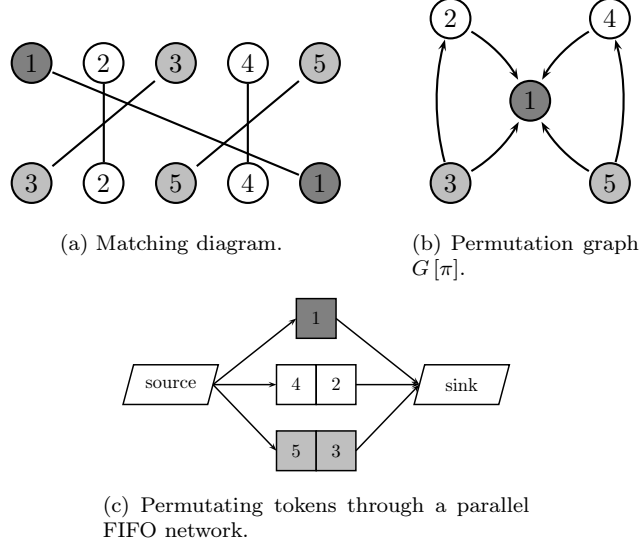 1 2 3 4 5
3 2 5 4 1
(a) Matching diagram.
2 4
1
3 5
(b) Permutation graph
G[π].
1
source 4 2 sink
5 3
(c) Permutating tokens through a parallel
FIFO network.